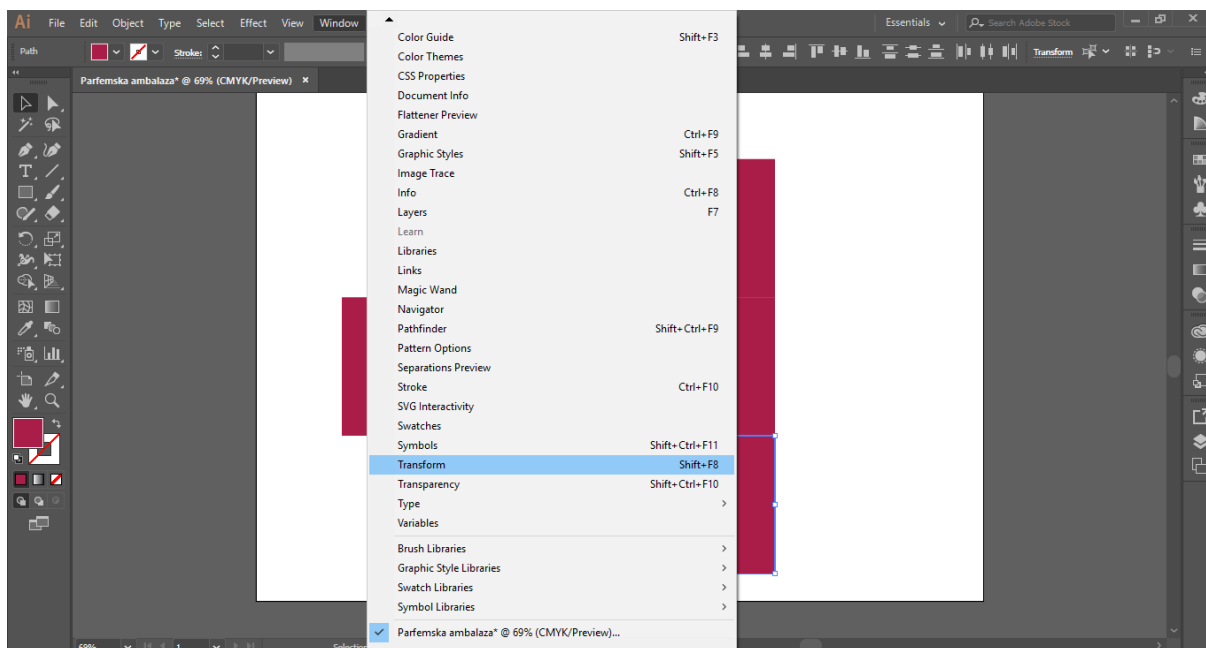 Ai File Edit Object Type Select Effect View Window Essentials Search Adobe Stock
Path Stroke: Transform
Parfemska ambalaza* @ 69% (CMYK/Preview) ×
Color Guide Shift+F3
Color Themes
CSS Properties
Document Info
Flattener Preview
Gradient Ctrl+F9
Graphic Styles Shift+F5
Image Trace
Info Ctrl+F8
Layers F7
Learn
Libraries
Links
Magic Wand
Navigator
Pathfinder Shift+Ctrl+F9
Pattern Options
Separations Preview
Stroke Ctrl+F10
SVG Interactivity
Swatches
Symbols Shift+Ctrl+F11
Transform Shift+F8
Transparency Shift+Ctrl+F10
Type
Variables
Brush Libraries
Graphic Style Libraries
Swatch Libraries
Symbol Libraries
Parfemska ambalaza* @ 69% (CMYK/Preview)...
69% 1 Selection